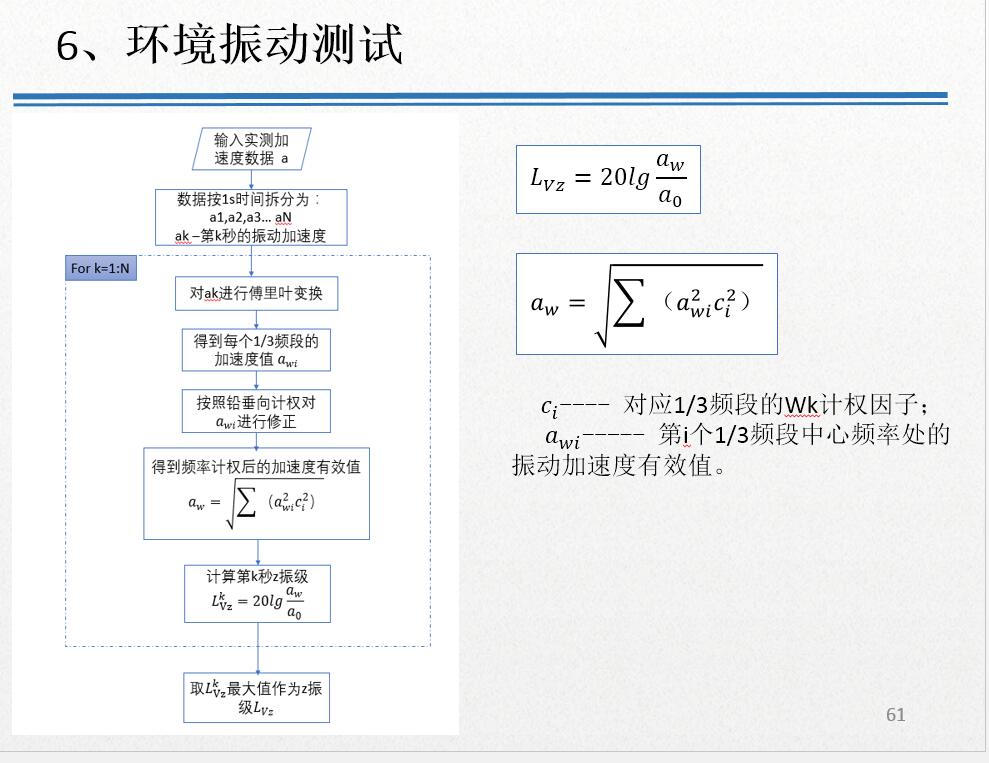 6、环境振动测试
输入实测加
速度数据 a
数据按1s时间拆分为：
a1,a2,a3... aN
ak –第k秒的振动加速度
For k=1:N
对ak进行傅里叶变换
得到每个1/3频段的
加速度值 a_{wi}
按照铅垂向计权对
a_{wi}进行修正
得到频率计权后的加速度有效值
a_w = √∑（a_{wi}^2 c_i^2）
计算第k秒z振级
L_{Vz}^k = 20lg a_w/a_0
取L_{Vz}^k最大值作为z振
级L_{Vz}
L_{Vz} = 20lg a_w/a_0
a_w = √∑（a_{wi}^2 c_i^2）
c_i---- 对应1/3频段的Wk计权因子；
a_{wi}----- 第i个1/3频段中心频率处的
振动加速度有效值。
61